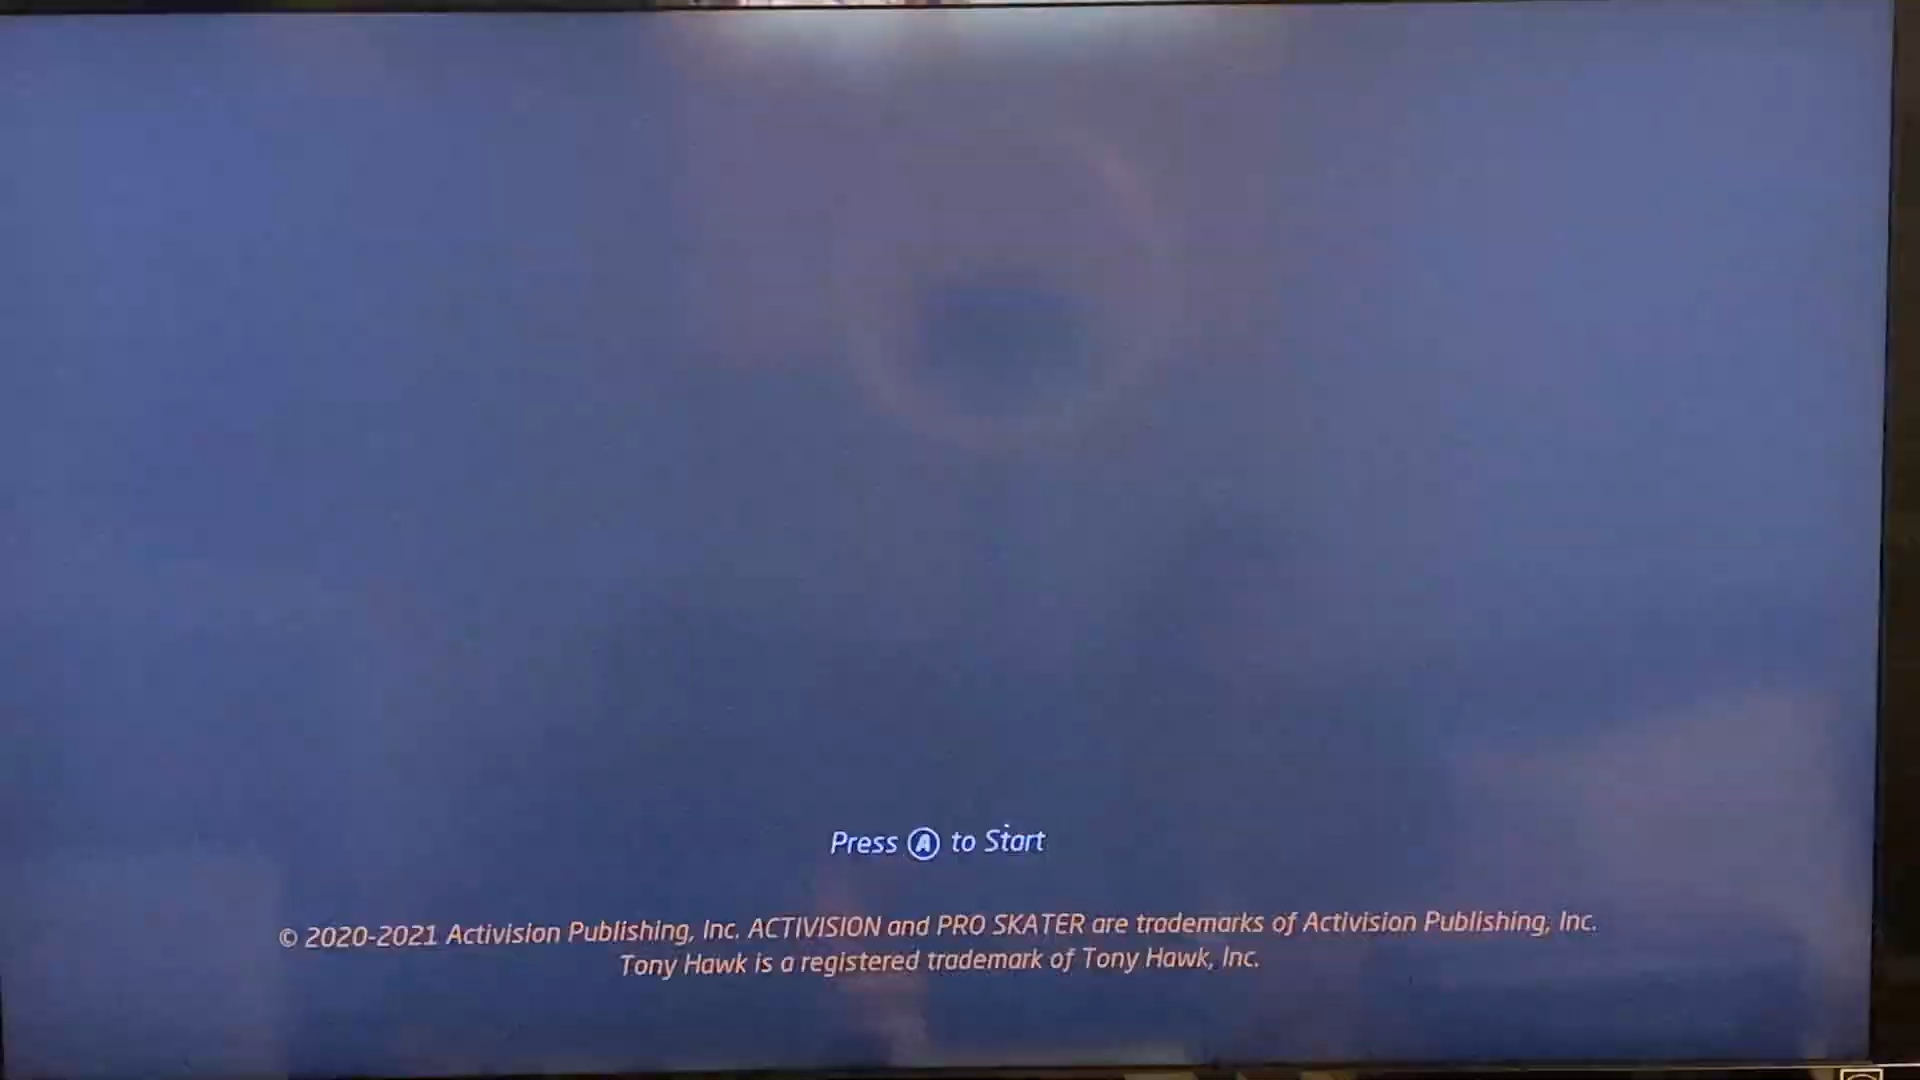 Press A to Start
© 2020-2021 Activision Publishing, Inc. ACTIVISION and PRO SKATER are trademarks of Activision Publishing, Inc.
Tony Hawk is a registered trademark of Tony Hawk, Inc.